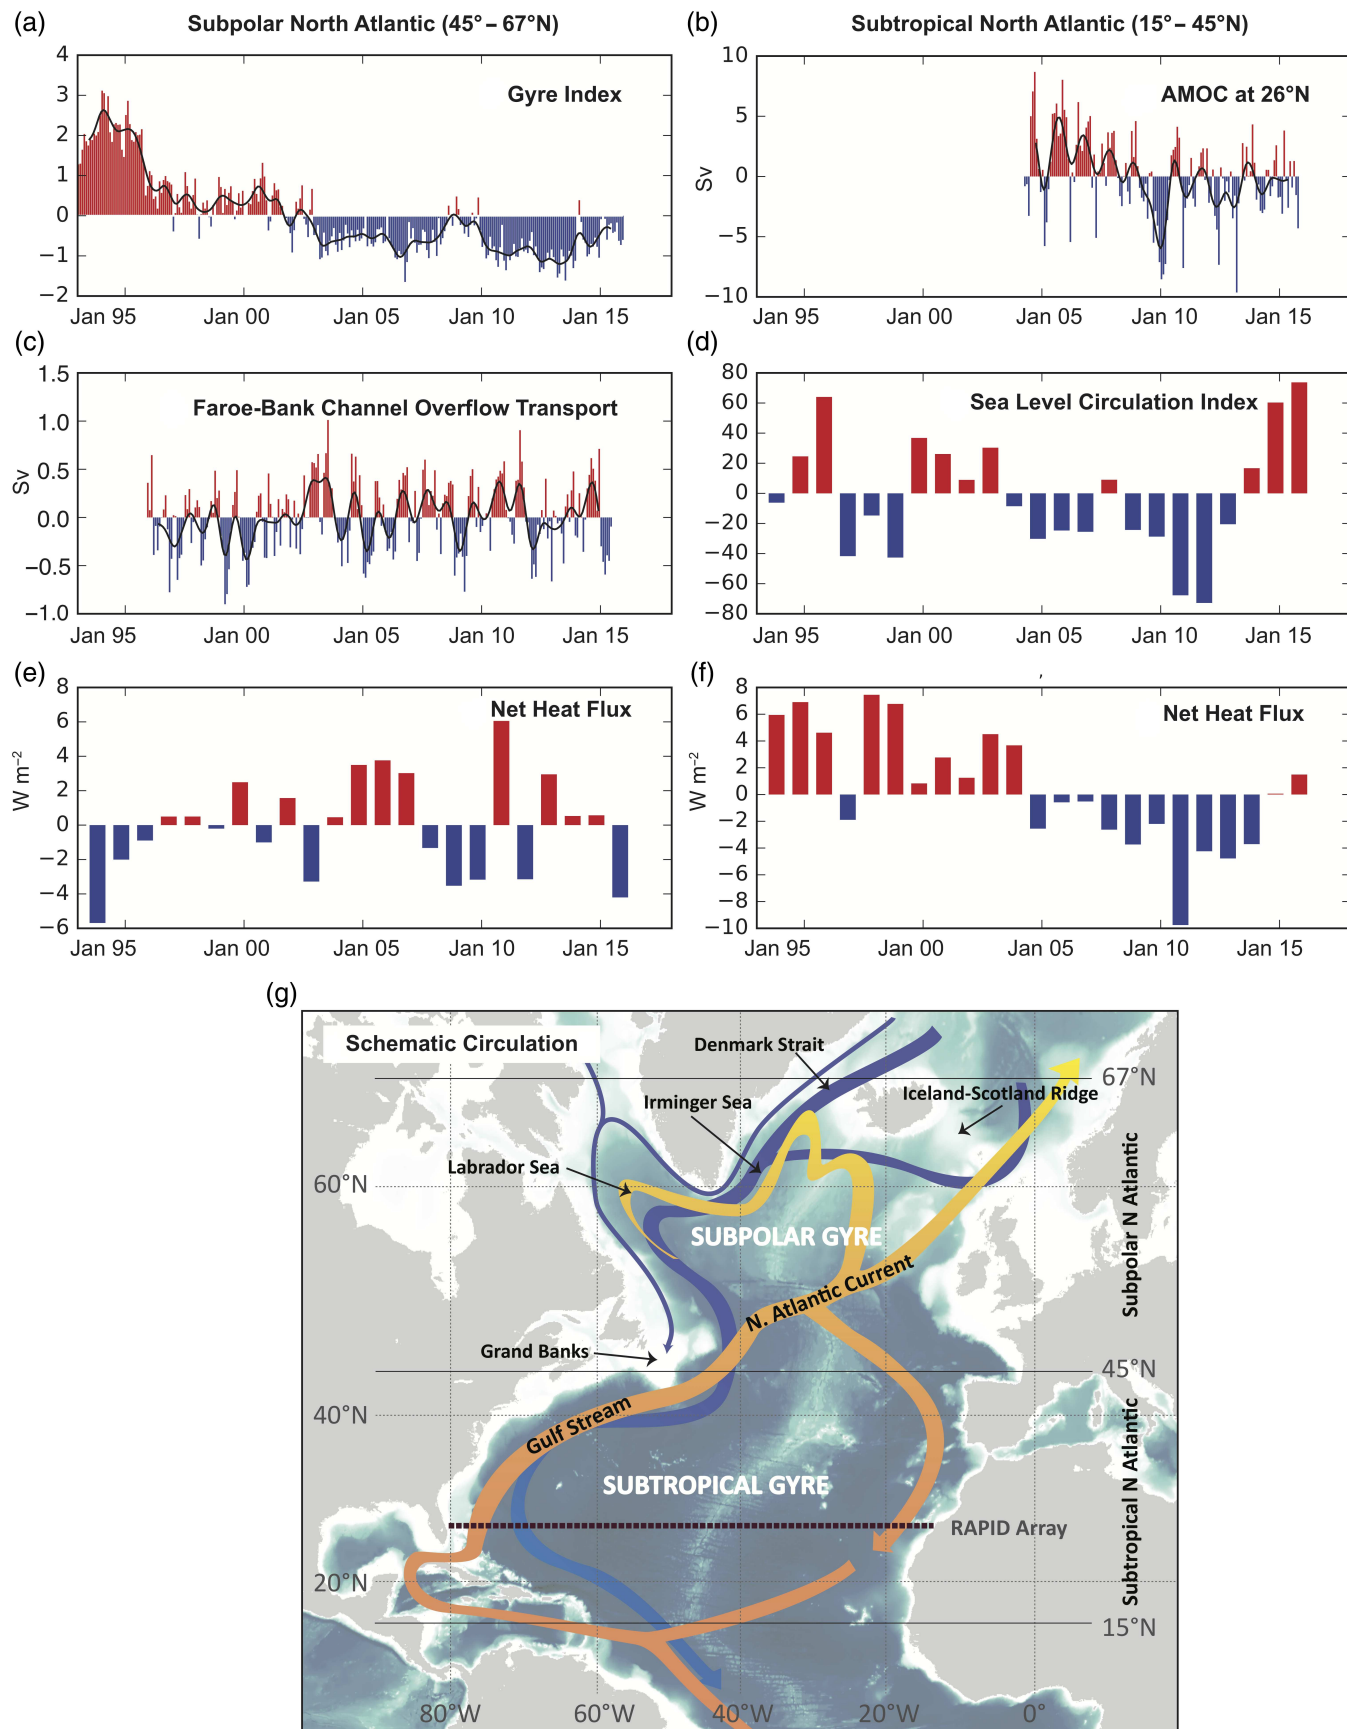 (a) Subpolar North Atlantic (45° – 67°N)
4
3
2
1
0
−1
−2
Gyre Index
Jan 95 Jan 00 Jan 05 Jan 10 Jan 15
(b) Subtropical North Atlantic (15° – 45°N)
10
5
0
−5
−10
Sv
AMOC at 26°N
Jan 95 Jan 00 Jan 05 Jan 10 Jan 15
(c)
1.5
1.0
0.5
0.0
−0.5
−1.0
Sv
Faroe-Bank Channel Overflow Transport
Jan 95 Jan 00 Jan 05 Jan 10 Jan 15
(d)
80
60
40
20
0
−20
−40
−60
−80
Sea Level Circulation Index
Jan 95 Jan 00 Jan 05 Jan 10 Jan 15
(e)
8
6
4
2
0
−2
−4
−6
W m⁻²
Net Heat Flux
Jan 95 Jan 00 Jan 05 Jan 10 Jan 15
(f)
8
6
4
2
0
−2
−4
−6
−8
−10
W m⁻²
Net Heat Flux
Jan 95 Jan 00 Jan 05 Jan 10 Jan 15
(g)
Schematic Circulation
Denmark Strait
67°N
Iceland-Scotland Ridge
Irminger Sea
Labrador Sea
60°N
SUBPOLAR GYRE
Subpolar N Atlantic
N. Atlantic Current
Grand Banks
45°N
40°N
Gulf Stream
SUBTROPICAL GYRE
Subtropical N Atlantic
RAPID Array
20°N
15°N
80°W 60°W 40°W 20°W 0°